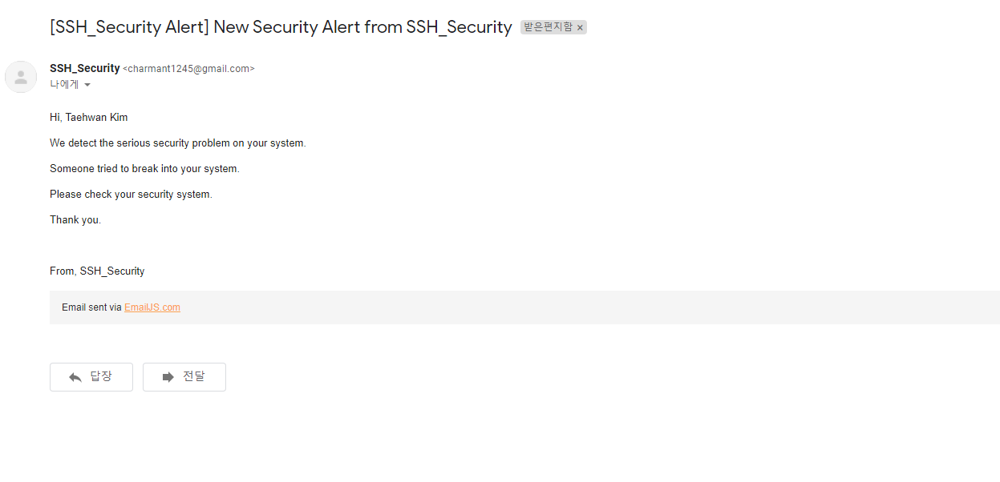 [SSH_Security Alert] New Security Alert from SSH_Security 받은편지함 ×
SSH_Security <charmant1245@gmail.com>
나에게
Hi, Taehwan Kim
We detect the serious security problem on your system.
Someone tried to break into your system.
Please check your security system.
Thank you.
From, SSH_Security
Email sent via EmailJS.com
답장 전달